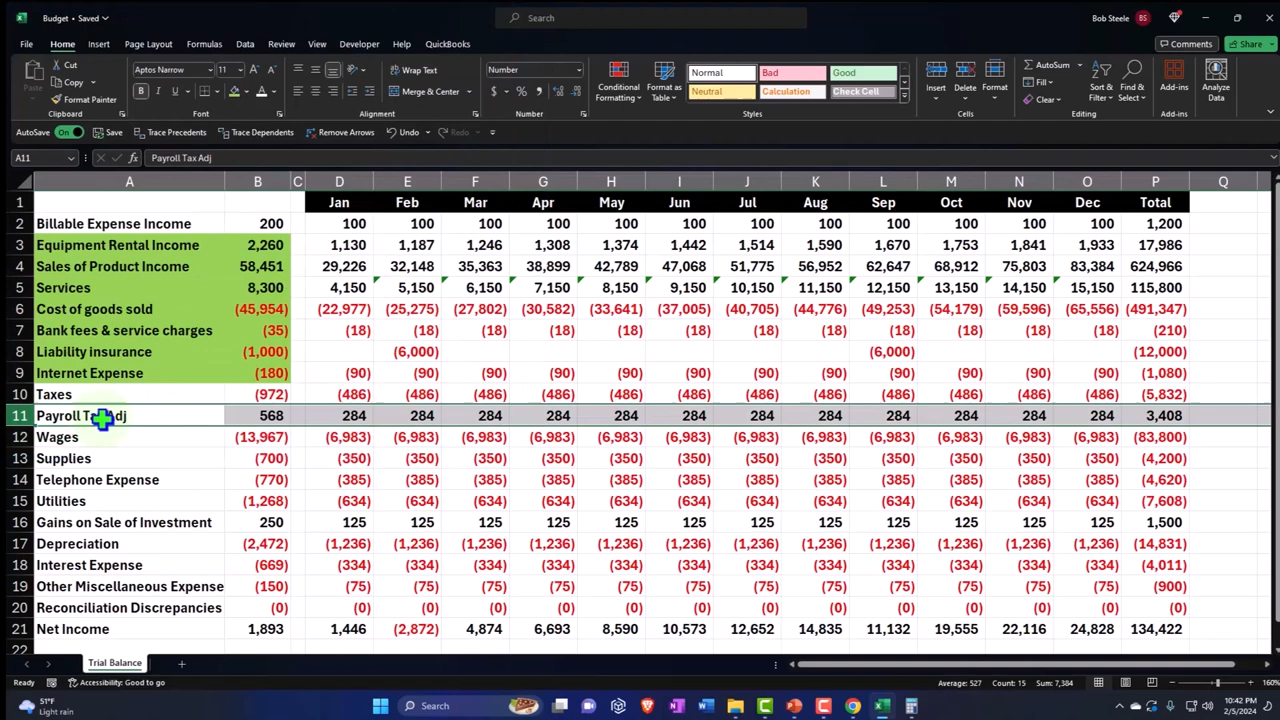 Budget • Saved
Search
Bob Steele BS
File Home Insert Page Layout Formulas Data Review View Developer Help QuickBooks Comments Share
Paste Cut Copy Format Painter Clipboard
Aptos Narrow 11 B I U Font
Wrap Text Merge & Center Alignment
Number $ % Number
Conditional Formatting Format as Table Normal Bad Good Neutral Calculation Check Cell Styles
Insert Delete Format Cells
AutoSum Fill Clear Sort & Filter Find & Select Editing
Add-ins Add-ins Analyze Data
AutoSave On Save Trace Precedents Trace Dependents Remove Arrows Undo Redo
A11 fx Payroll Tax Adj
A B C D E F G H I J K L M N O P Q
1 Jan Feb Mar Apr May Jun Jul Aug Sep Oct Nov Dec Total
2 Billable Expense Income 200 100 100 100 100 100 100 100 100 100 100 100 100 1,200
3 Equipment Rental Income 2,260 1,130 1,187 1,246 1,308 1,374 1,442 1,514 1,590 1,670 1,753 1,841 1,933 17,986
4 Sales of Product Income 58,451 29,226 32,148 35,363 38,899 42,789 47,068 51,775 56,952 62,647 68,912 75,803 83,384 624,966
5 Services 8,300 4,150 5,150 6,150 7,150 8,150 9,150 10,150 11,150 12,150 13,150 14,150 15,150 115,800
6 Cost of goods sold (45,954) (22,977) (25,275) (27,802) (30,582) (33,641) (37,005) (40,705) (44,776) (49,253) (54,179) (59,596) (65,556) (491,347)
7 Bank fees & service charges (35) (18) (18) (18) (18) (18) (18) (18) (18) (18) (18) (18) (18) (210)
8 Liability insurance (1,000) (6,000) (6,000) (12,000)
9 Internet Expense (180) (90) (90) (90) (90) (90) (90) (90) (90) (90) (90) (90) (90) (1,080)
10 Taxes (972) (486) (486) (486) (486) (486) (486) (486) (486) (486) (486) (486) (486) (5,832)
11 Payroll Tax Adj 568 284 284 284 284 284 284 284 284 284 284 284 284 3,408
12 Wages (13,967) (6,983) (6,983) (6,983) (6,983) (6,983) (6,983) (6,983) (6,983) (6,983) (6,983) (6,983) (6,983) (83,800)
13 Supplies (700) (350) (350) (350) (350) (350) (350) (350) (350) (350) (350) (350) (350) (4,200)
14 Telephone Expense (770) (385) (385) (385) (385) (385) (385) (385) (385) (385) (385) (385) (385) (4,620)
15 Utilities (1,268) (634) (634) (634) (634) (634) (634) (634) (634) (634) (634) (634) (634) (7,608)
16 Gains on Sale of Investment 250 125 125 125 125 125 125 125 125 125 125 125 125 1,500
17 Depreciation (2,472) (1,236) (1,236) (1,236) (1,236) (1,236) (1,236) (1,236) (1,236) (1,236) (1,236) (1,236) (1,236) (14,831)
18 Interest Expense (669) (334) (334) (334) (334) (334) (334) (334) (334) (334) (334) (334) (334) (4,011)
19 Other Miscellaneous Expense (150) (75) (75) (75) (75) (75) (75) (75) (75) (75) (75) (75) (75) (900)
20 Reconciliation Discrepancies (0) (0) (0) (0) (0) (0) (0) (0) (0) (0) (0) (0) (0) (0)
21 Net Income 1,893 1,446 (2,872) 4,874 6,693 8,590 10,573 12,652 14,835 11,132 19,555 22,116 24,828 134,422
22
Trial Balance
Ready Accessibility: Good to go Average: 527 Count: 15 Sum: 7,384 160%
51°F
Light rain
Search
10:42 PM
2/5/2024